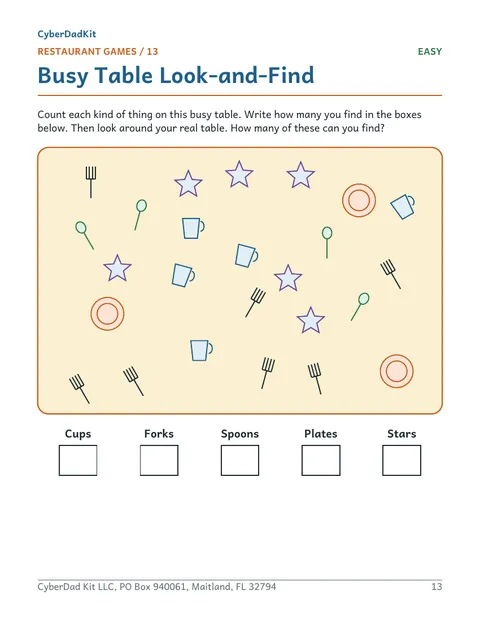 CyberDadKit
RESTAURANT GAMES / 13 EASY
Busy Table Look-and-Find
Count each kind of thing on this busy table. Write how many you find in the boxes
below. Then look around your real table. How many of these can you find?
Cups Forks Spoons Plates Stars
CyberDad Kit LLC, PO Box 940061, Maitland, FL 32794 13